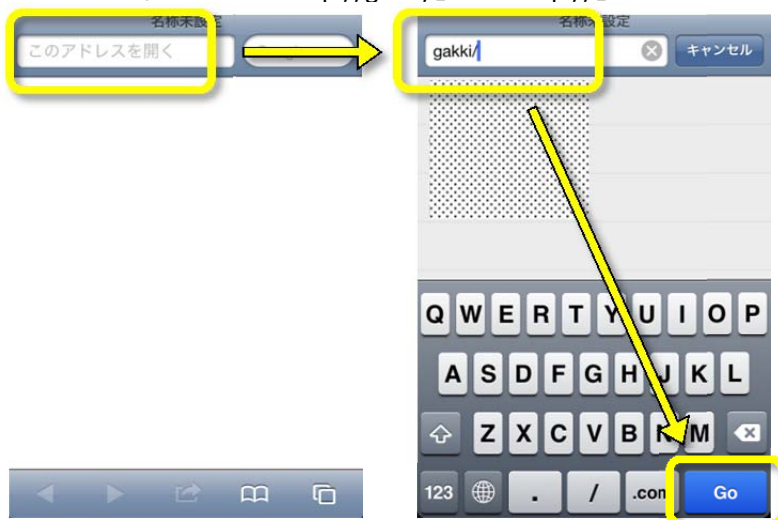 名称未設定
このアドレスを開く
名称未設定
gakki/
キャンセル
Q W E R T Y U I O P
A S D F G H J K L
Z X C V B N M
123 . / .com Go